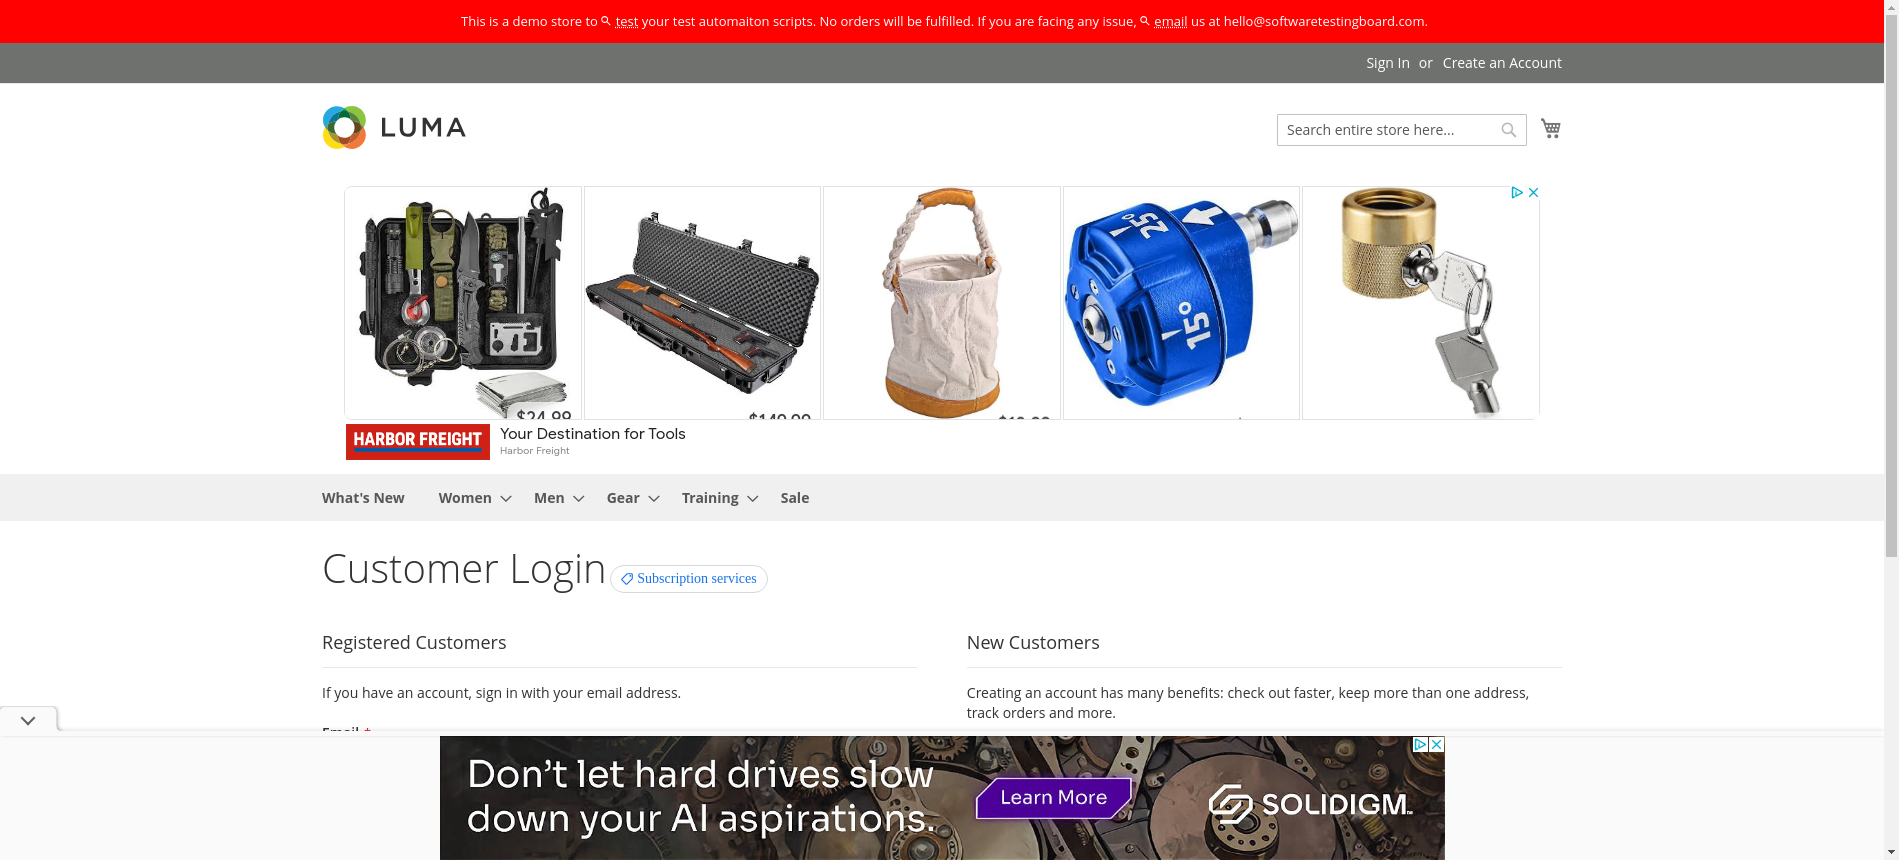 This is a demo store to test your test automaiton scripts. No orders will be fulfilled. If you are facing any issue, email us at hello@softwaretestingboard.com.
Sign In or Create an Account
LUMA
Search entire store here...
25°
15°
$24.99
HARBOR FREIGHT
Your Destination for Tools
Harbor Freight
What's New Women Men Gear Training Sale
Customer Login Subscription services
Registered Customers
If you have an account, sign in with your email address.
Email *
New Customers
Creating an account has many benefits: check out faster, keep more than one address,
track orders and more.
Don't let hard drives slow
down your AI aspirations.
Learn More
SOLIDIGM